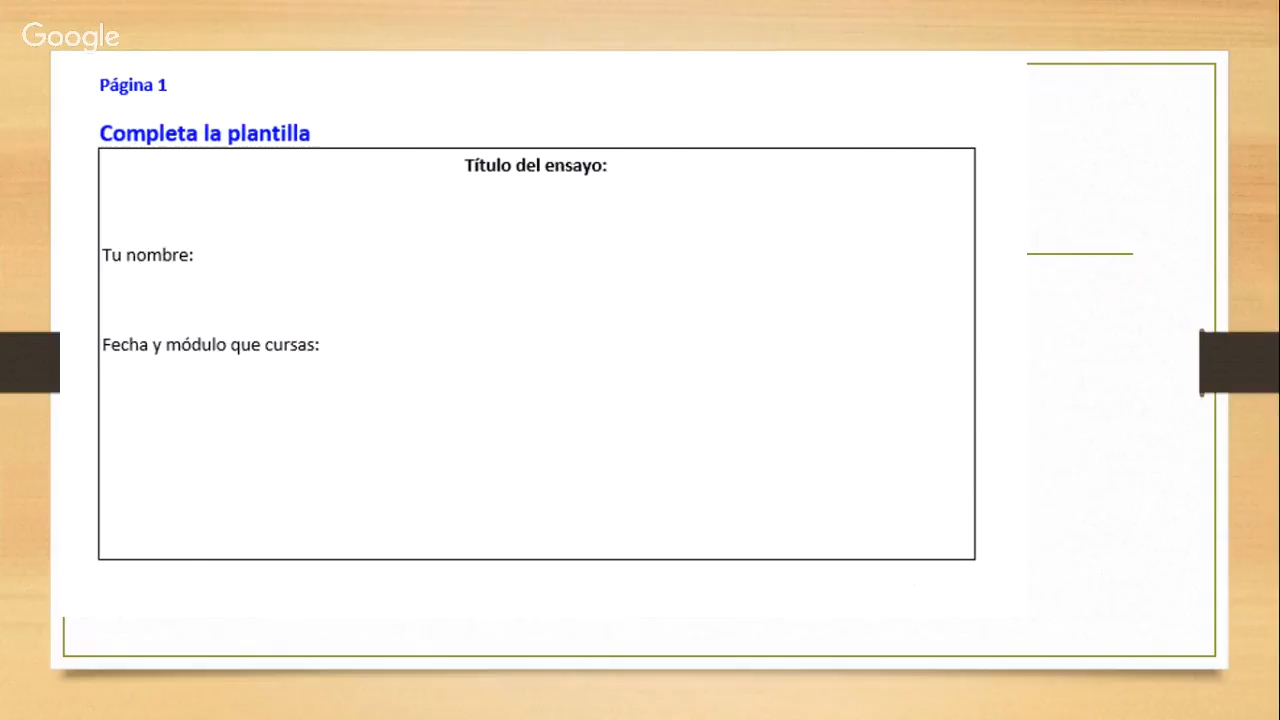 Google
Página 1
Completa la plantilla
Título del ensayo:
Tu nombre:
Fecha y módulo que cursas: